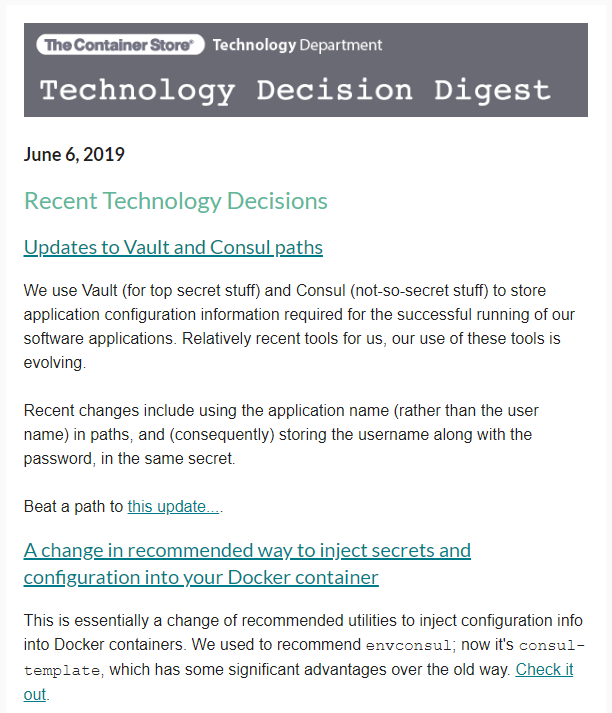 The Container Store® Technology Department
Technology Decision Digest
June 6, 2019
Recent Technology Decisions
Updates to Vault and Consul paths
We use Vault (for top secret stuff) and Consul (not-so-secret stuff) to store
application configuration information required for the successful running of our
software applications. Relatively recent tools for us, our use of these tools is
evolving.
Recent changes include using the application name (rather than the user
name) in paths, and (consequently) storing the username along with the
password, in the same secret.
Beat a path to this update....
A change in recommended way to inject secrets and
configuration into your Docker container
This is essentially a change of recommended utilities to inject configuration info
into Docker containers. We used to recommend envconsul; now it's consul-
template, which has some significant advantages over the old way. Check it
out.